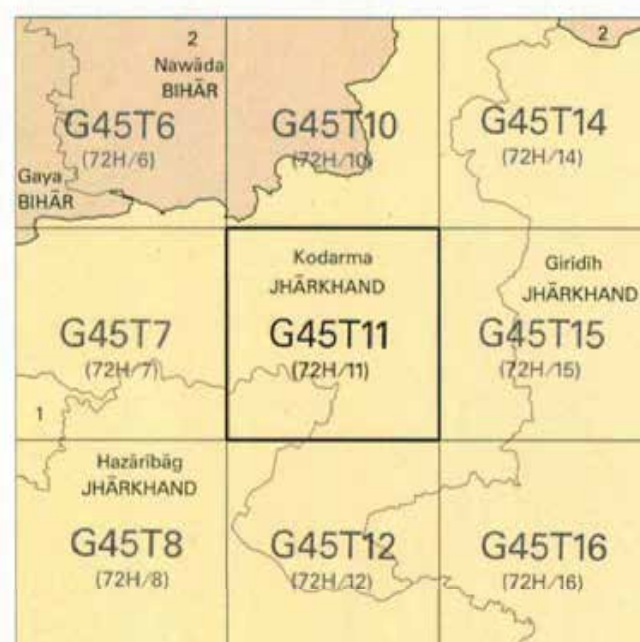 2
Nawāda
BIHĀR
G45T6
(72H/6)
Gaya
BIHĀR
G45T10
(72H/10)
2
G45T14
(72H/14)
G45T7
(72H/7)
1
Kodarma
JHĀRKHAND
G45T11
(72H/11)
Giridīh
JHĀRKHAND
G45T15
(72H/15)
Hazārībāg
JHĀRKHAND
G45T8
(72H/8)
G45T12
(72H/12)
G45T16
(72H/16)